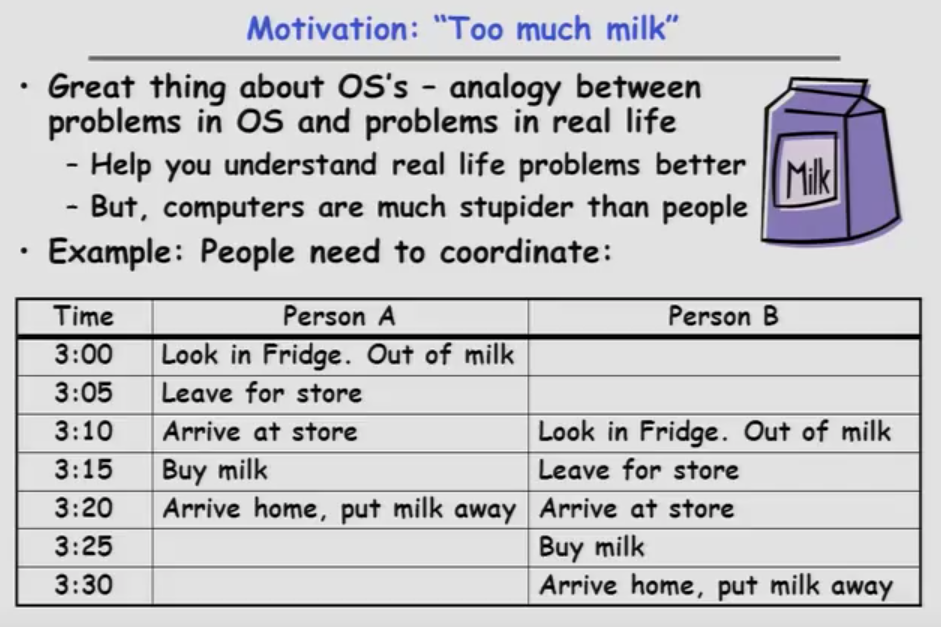 Motivation: “Too much milk”
• Great thing about OS's – analogy between
problems in OS and problems in real life
– Help you understand real life problems better
– But, computers are much stupider than people
• Example: People need to coordinate:
Milk
Time Person A Person B
3:00 Look in Fridge. Out of milk
3:05 Leave for store
3:10 Arrive at store Look in Fridge. Out of milk
3:15 Buy milk Leave for store
3:20 Arrive home, put milk away Arrive at store
3:25 Buy milk
3:30 Arrive home, put milk away